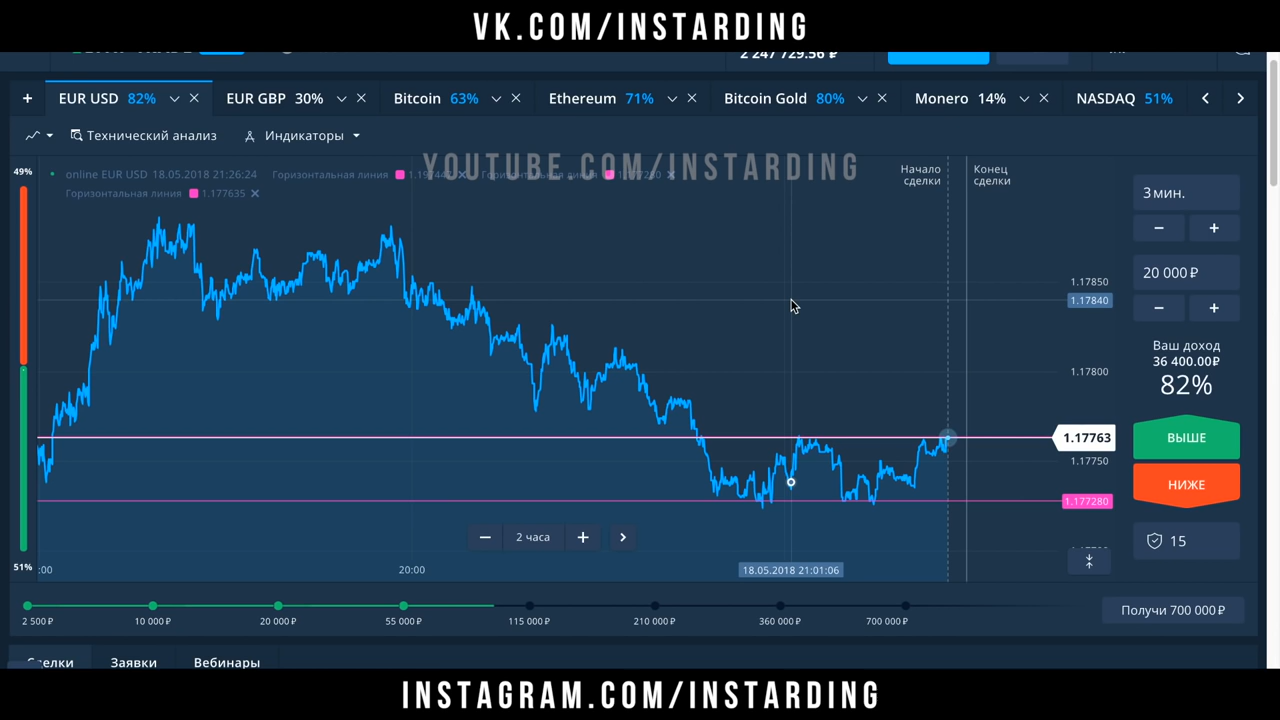 VK.COM/INSTARDING
2 247 729.56 ₽
+ EUR USD 82% EUR GBP 30% Bitcoin 63% Ethereum 71% Bitcoin Gold 80% Monero 14% NASDAQ 51%
Технический анализ Индикаторы
YOUTUBE.COM/INSTARDING
49%
online EUR USD 18.05.2018 21:26:24 Горизонтальная линия
Горизонтальная линия 1.177635
Начало сделки
Конец сделки
1.17850
1.17840
1.17800
1.17763
1.17750
1.177280
3 мин.
− +
20 000 ₽
− +
Ваш доход
36 400.00₽
82%
ВЫШЕ
НИЖЕ
15
− 2 часа +
51%
:00 20:00 18.05.2018 21:01:06
2 500 ₽ 10 000 ₽ 20 000 ₽ 55 000 ₽ 115 000 ₽ 210 000 ₽ 360 000 ₽ 700 000 ₽
Получи 700 000 ₽
Сделки Заявки Вебинары
INSTAGRAM.COM/INSTARDING